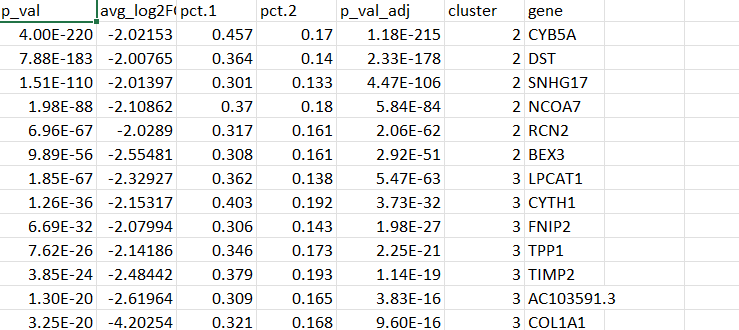 p_val avg_log2F pct.1 pct.2 p_val_adj cluster gene
4.00E-220 -2.02153 0.457 0.17 1.18E-215 2 CYB5A
7.88E-183 -2.00765 0.364 0.14 2.33E-178 2 DST
1.51E-110 -2.01397 0.301 0.133 4.47E-106 2 SNHG17
1.98E-88 -2.10862 0.37 0.18 5.84E-84 2 NCOA7
6.96E-67 -2.0289 0.317 0.161 2.06E-62 2 RCN2
9.89E-56 -2.55481 0.308 0.161 2.92E-51 2 BEX3
1.85E-67 -2.32927 0.362 0.138 5.47E-63 3 LPCAT1
1.26E-36 -2.15317 0.403 0.192 3.73E-32 3 CYTH1
6.69E-32 -2.07994 0.306 0.143 1.98E-27 3 FNIP2
7.62E-26 -2.14186 0.346 0.173 2.25E-21 3 TPP1
3.85E-24 -2.48442 0.379 0.193 1.14E-19 3 TIMP2
1.30E-20 -2.61964 0.309 0.165 3.83E-16 3 AC103591.3
3.25E-20 -4.20254 0.321 0.168 9.60E-16 3 COL1A1